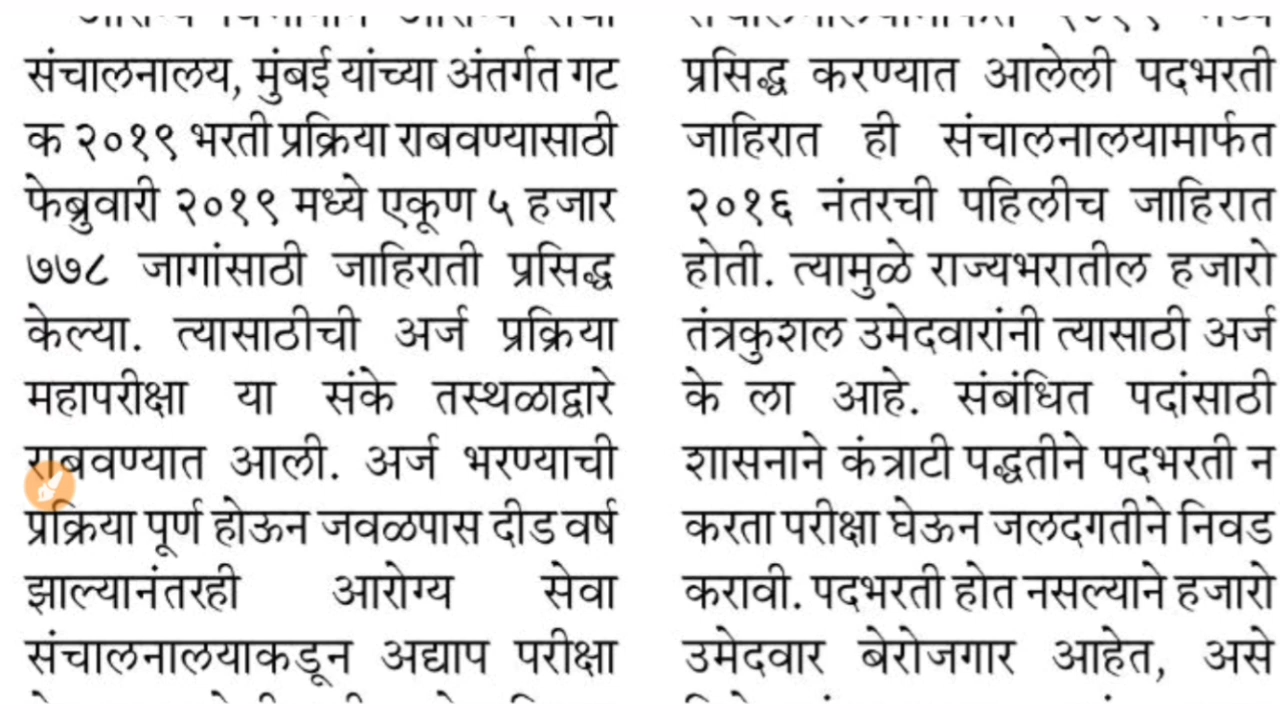 संचालनालय, मुंबई यांच्या अंतर्गत गट
क २०१९ भरती प्रक्रिया राबवण्यासाठी
फेब्रुवारी २०१९ मध्ये एकूण ५ हजार
७७८ जागांसाठी जाहिराती प्रसिद्ध
केल्या. त्यासाठीची अर्ज प्रक्रिया
महापरीक्षा या संके तस्थळाद्वारे
राबवण्यात आली. अर्ज भरण्याची
प्रक्रिया पूर्ण होऊन जवळपास दीड वर्ष
झाल्यानंतरही आरोग्य सेवा
संचालनालयाकडून अद्याप परीक्षा
प्रसिद्ध करण्यात आलेली पदभरती
जाहिरात ही संचालनालयामार्फत
२०१६ नंतरची पहिलीच जाहिरात
होती. त्यामुळे राज्यभरातील हजारो
तंत्रकुशल उमेदवारांनी त्यासाठी अर्ज
के ला आहे. संबंधित पदांसाठी
शासनाने कंत्राटी पद्धतीने पदभरती न
करता परीक्षा घेऊन जलदगतीने निवड
करावी. पदभरती होत नसल्याने हजारो
उमेदवार बेरोजगार आहेत, असे